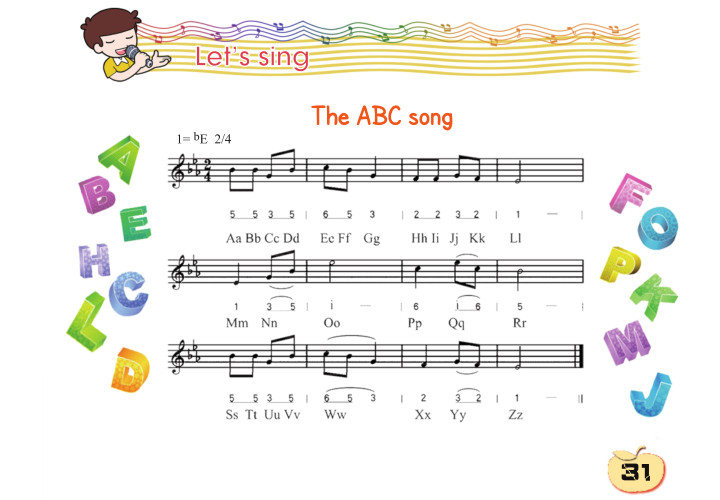 Let's sing
The ABC song
1= ᵇE 2/4
5 5 3 5 | 6 5 3 | 2 2 3 2 | 1 — |
Aa Bb Cc Dd Ee Ff Gg Hh Ii Jj Kk Ll
1 3 5 | i — | 6 i 6 | 5 —
Mm Nn Oo Pp Qq Rr
5 5 3 5 | 6 5 3 | 2 3 2 | 1 — ||
Ss Tt Uu Vv Ww Xx Yy Zz
A
B
E
H
C
L
D
F
O
P
K
M
J
31